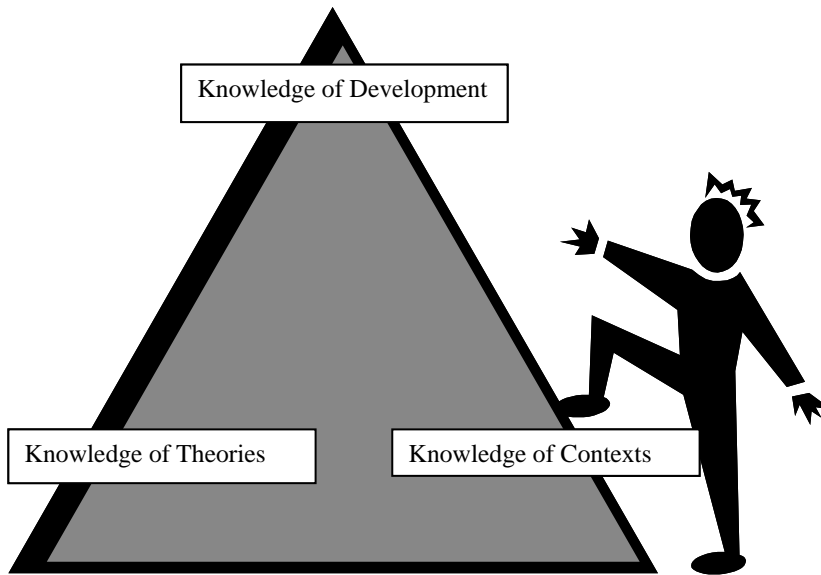 Knowledge of Development
Knowledge of Theories
Knowledge of Contexts